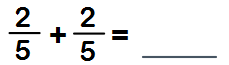 2/5 + 2/5 = ____